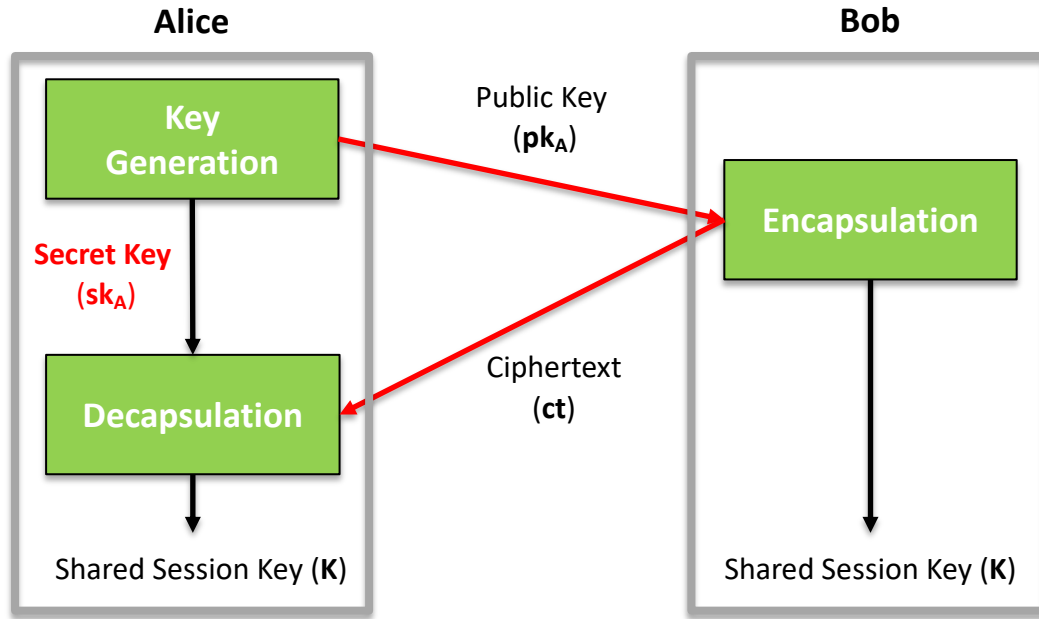 Alice
Bob
Key
Generation
Public Key
(pkA)
Encapsulation
Secret Key
(skA)
Decapsulation
Ciphertext
(ct)
Shared Session Key (K)
Shared Session Key (K)